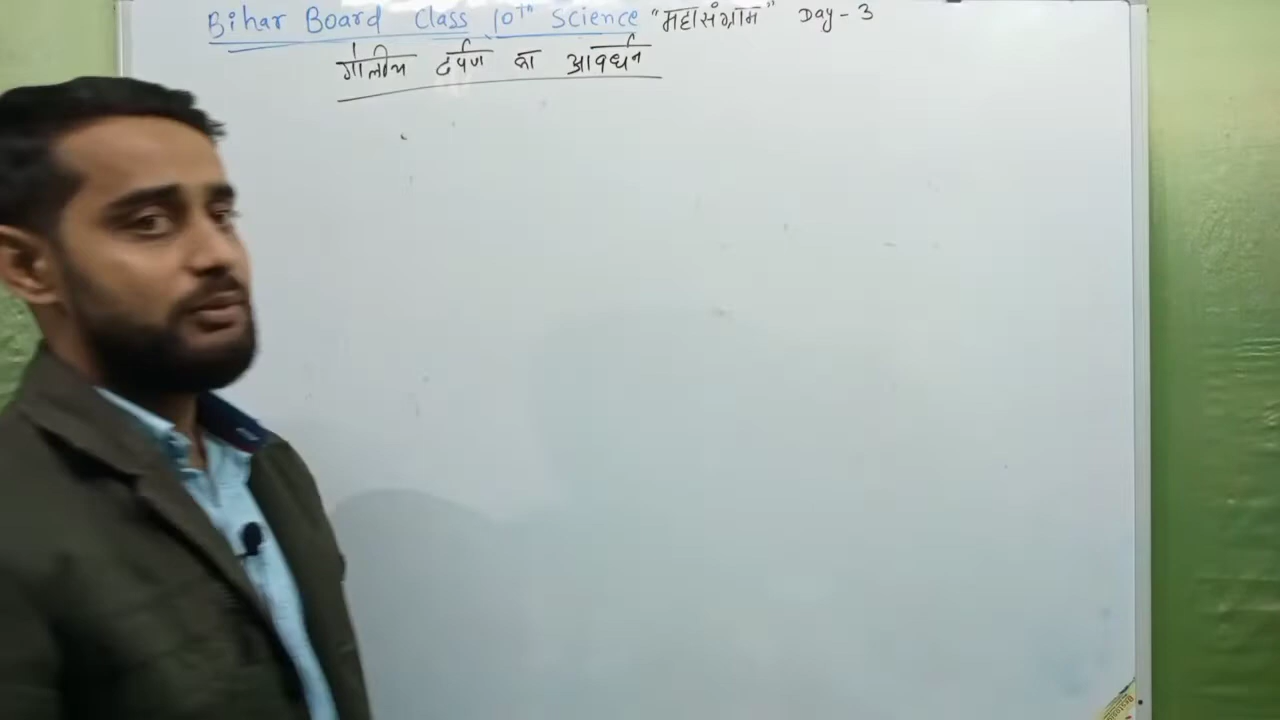 Bihar Board Class 10th Science "महासंग्राम" Day - 3
गोलीय दर्पण का आवर्धन